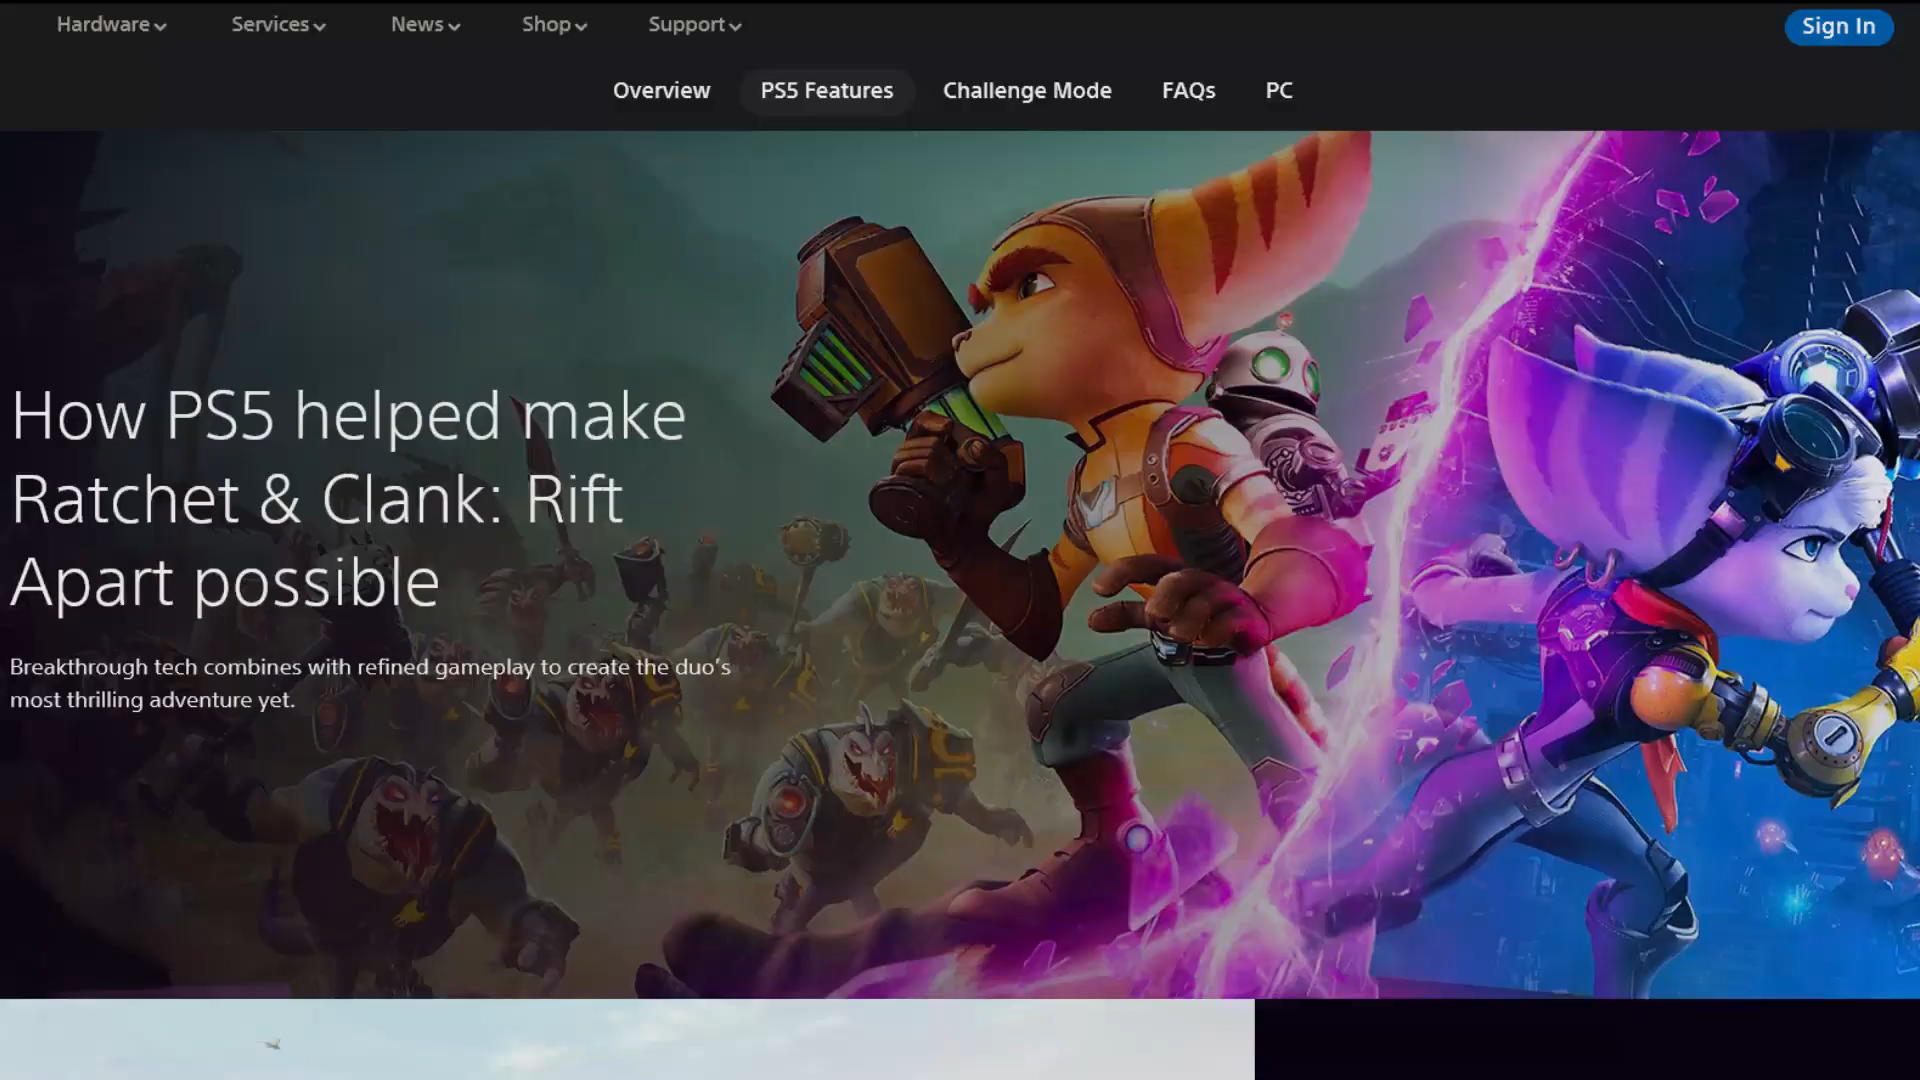 Hardware Services News Shop Support Sign In
Overview PS5 Features Challenge Mode FAQs PC
How PS5 helped make
Ratchet & Clank: Rift
Apart possible
Breakthrough tech combines with refined gameplay to create the duo's
most thrilling adventure yet.